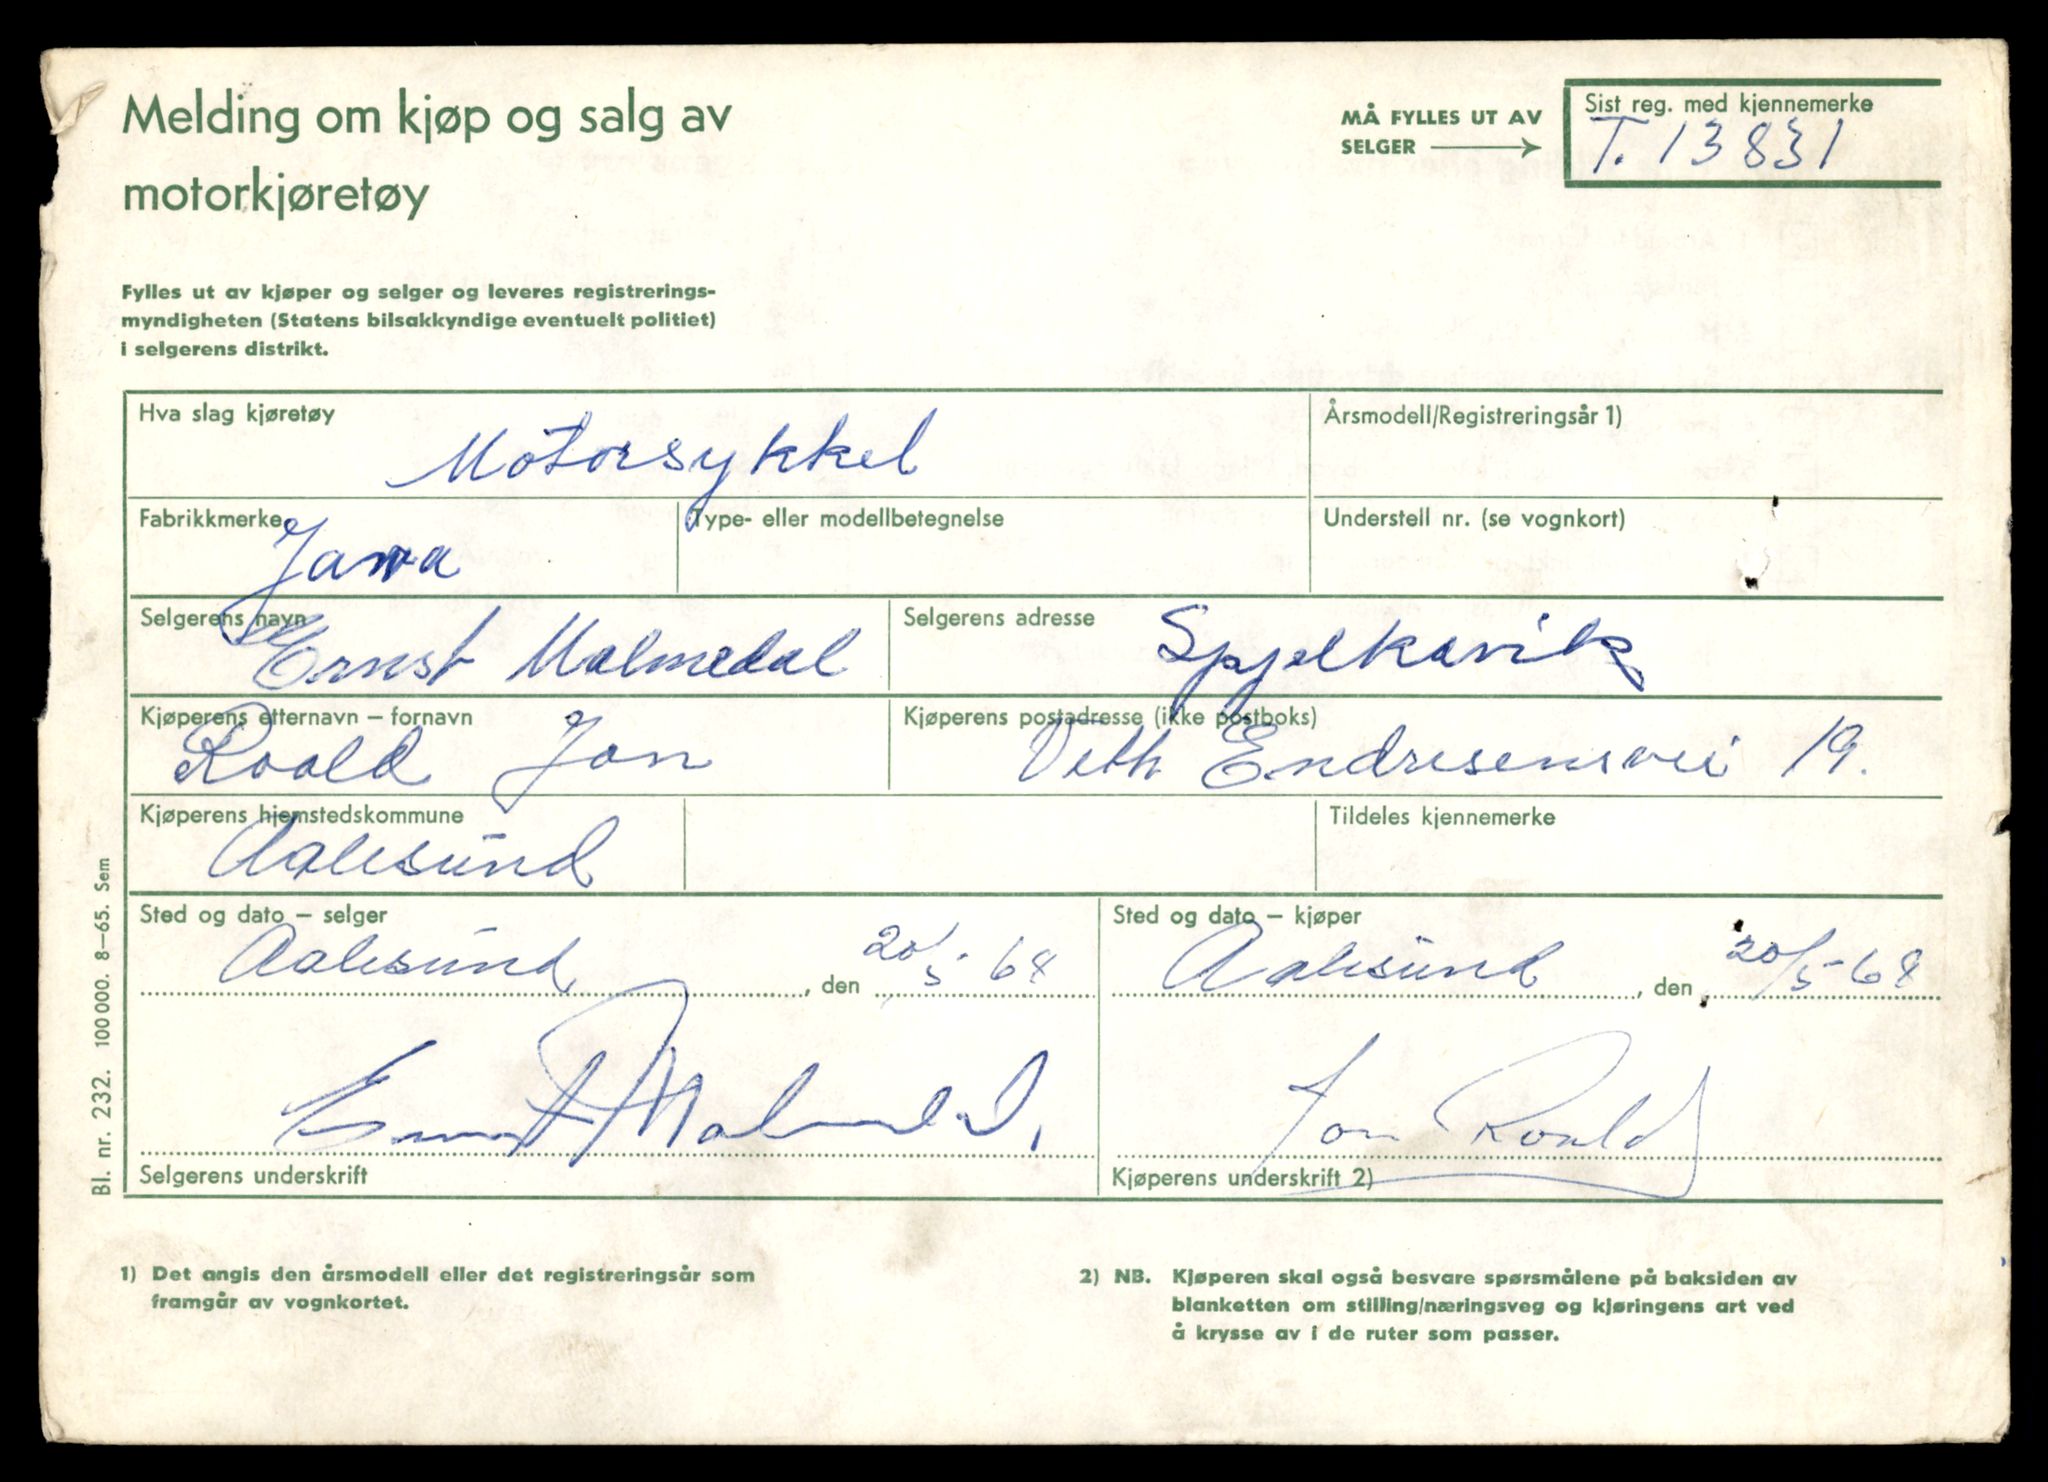 Melding om kjøp og salg av
motorkjøretøy
MÅ FYLLES UT AV
SELGER
Sist reg. med kjennemerke
T. 13831
Fylles ut av kjøper og selger og leveres registrerings-
myndigheten (Statens bilsakkyndige eventuelt politiet)
i selgerens distrikt.
Hva slag kjøretøy
Motorsykkel
Årsmodell/Registreringsår 1)
Fabrikkmerke
Jawa
Type- eller modellbetegnelse
Understell nr. (se vognkort)
Selgerens navn
Ernst Malmedal
Selgerens adresse
Spjelkavik
Kjøperens etternavn – fornavn
Roald Jon
Kjøperens postadresse (ikke postboks)
Veth Endresensvei 19.
Kjøperens hjemstedskommune
Aalesund
Tildeles kjennemerke
Sted og dato – selger
Aalesund, den 20/5-68
Sted og dato – kjøper
Aalesund, den 20/5-68
Ernst Malmedal.
Selgerens underskrift
Jon Roald
Kjøperens underskrift 2)
Bl. nr. 232. 100 000. 8–65. Sem
1) Det angis den årsmodell eller det registreringsår som
framgår av vognkortet.
2) NB. Kjøperen skal også besvare spørsmålene på baksiden av
blanketten om stilling/næringsveg og kjøringens art ved
å krysse av i de ruter som passer.